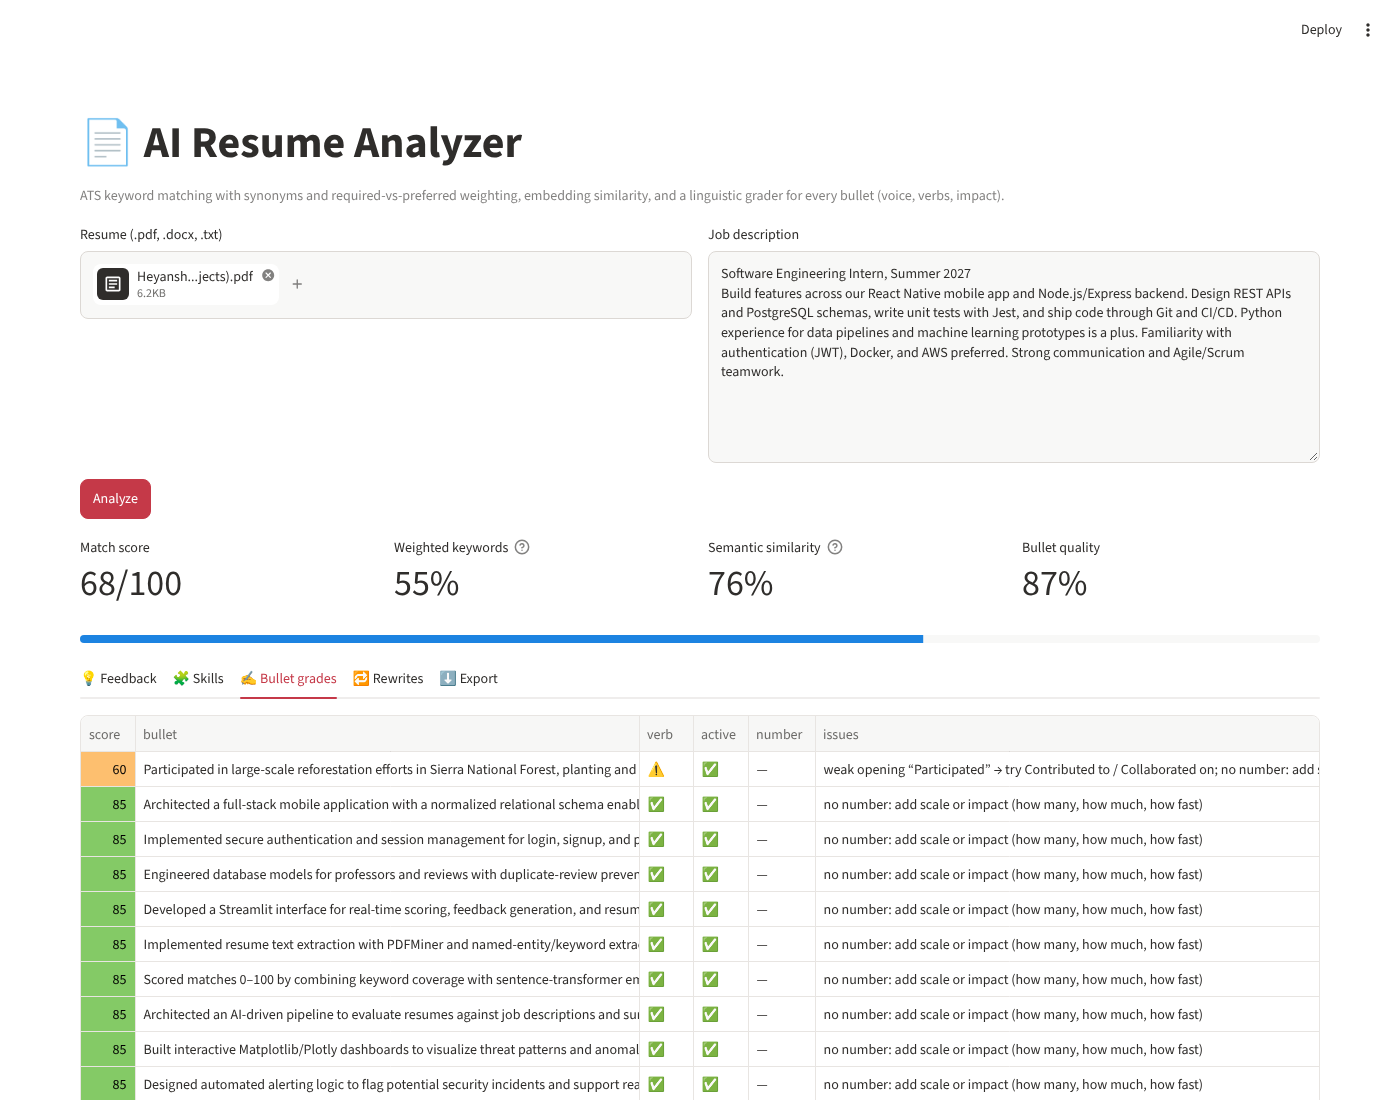 Deploy
AI Resume Analyzer
ATS keyword matching with synonyms and required-vs-preferred weighting, embedding similarity, and a linguistic grader for every bullet (voice, verbs, impact).
Resume (.pdf, .docx, .txt)
Heyansh...jects).pdf
6.2KB
Job description
Software Engineering Intern, Summer 2027
Build features across our React Native mobile app and Node.js/Express backend. Design REST APIs
and PostgreSQL schemas, write unit tests with Jest, and ship code through Git and CI/CD. Python
experience for data pipelines and machine learning prototypes is a plus. Familiarity with
authentication (JWT), Docker, and AWS preferred. Strong communication and Agile/Scrum
teamwork.
Analyze
Match score
68/100
Weighted keywords
55%
Semantic similarity
76%
Bullet quality
87%
Feedback Skills Bullet grades Rewrites Export
score bullet verb active number issues
60 Participated in large-scale reforestation efforts in Sierra National Forest, planting and — weak opening “Participated” → try Contributed to / Collaborated on; no number: add s
85 Architected a full-stack mobile application with a normalized relational schema enabl — no number: add scale or impact (how many, how much, how fast)
85 Implemented secure authentication and session management for login, signup, and p — no number: add scale or impact (how many, how much, how fast)
85 Engineered database models for professors and reviews with duplicate-review preven — no number: add scale or impact (how many, how much, how fast)
85 Developed a Streamlit interface for real-time scoring, feedback generation, and resum — no number: add scale or impact (how many, how much, how fast)
85 Implemented resume text extraction with PDFMiner and named-entity/keyword extrac — no number: add scale or impact (how many, how much, how fast)
85 Scored matches 0–100 by combining keyword coverage with sentence-transformer em — no number: add scale or impact (how many, how much, how fast)
85 Architected an AI-driven pipeline to evaluate resumes against job descriptions and sur — no number: add scale or impact (how many, how much, how fast)
85 Built interactive Matplotlib/Plotly dashboards to visualize threat patterns and anomal — no number: add scale or impact (how many, how much, how fast)
85 Designed automated alerting logic to flag potential security incidents and support rea — no number: add scale or impact (how many, how much, how fast)